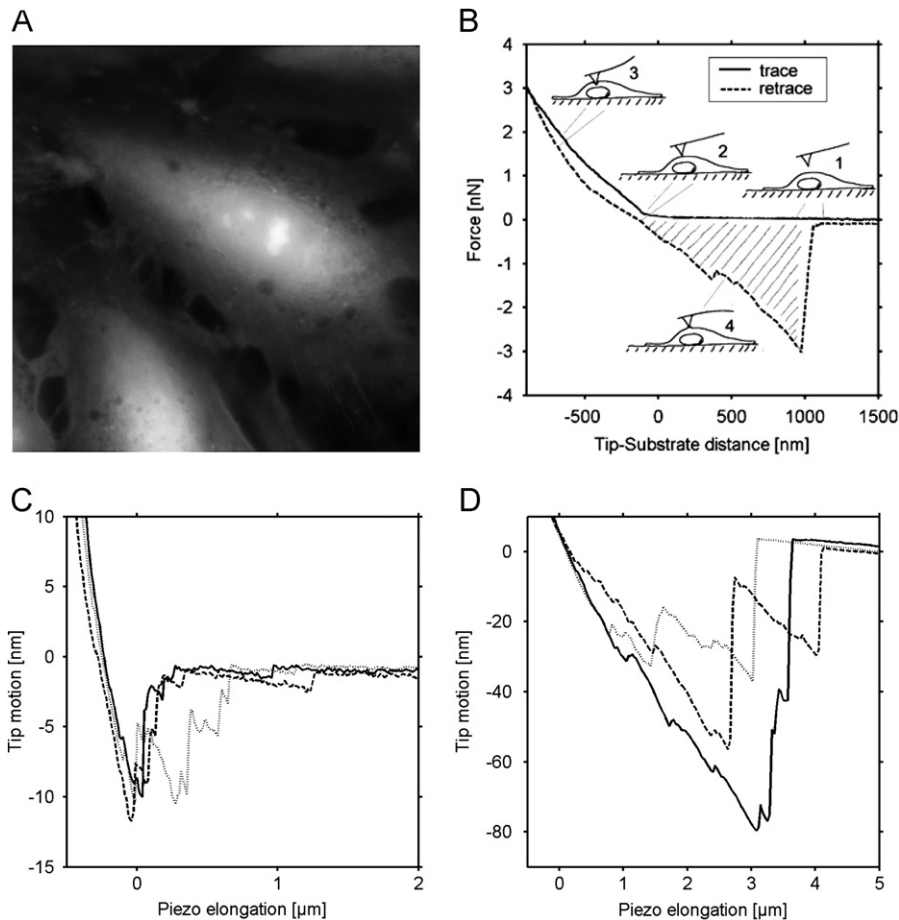 A
B
4
3
2
1
0
-1
-2
-3
-4
Force [nN]
trace
retrace
3
2
1
4
-500 0 500 1000 1500
Tip-Substrate distance [nm]
C
10
5
0
-5
-10
-15
Tip motion [nm]
0 1 2
Piezo elongation [µm]
D
0
-20
-40
-60
-80
Tip motion [nm]
0 1 2 3 4 5
Piezo elongation [µm]